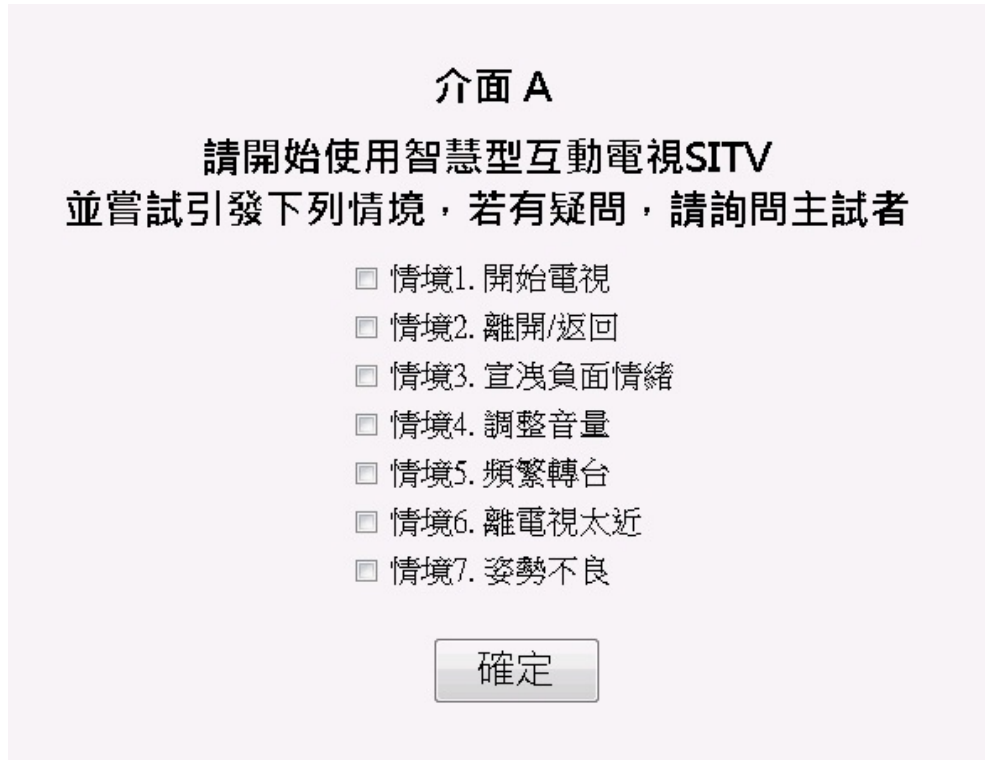 介面 A
請開始使用智慧型互動電視SITV
並嘗試引發下列情境，若有疑問，請詢問主試者
情境1. 開始電視
情境2. 離開/返回
情境3. 宣洩負面情緒
情境4. 調整音量
情境5. 頻繁轉台
情境6. 離電視太近
情境7. 姿勢不良
確定